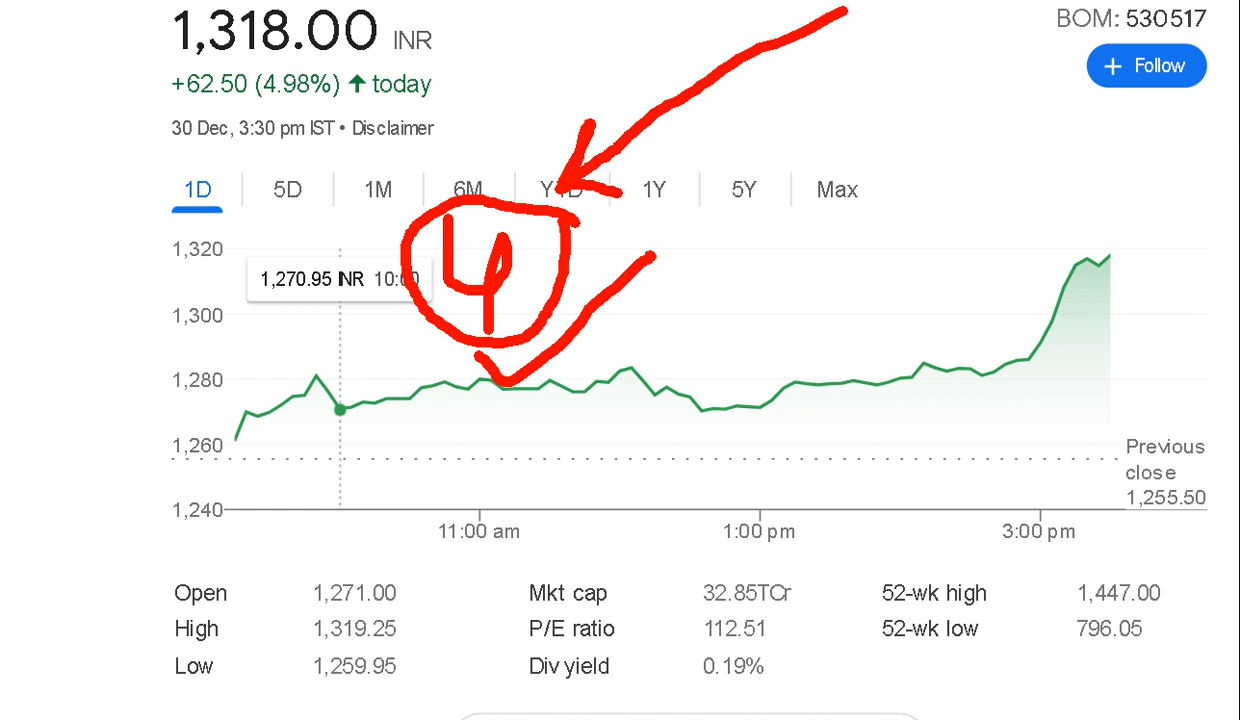 1,318.00 INR
BOM: 530517
+62.50 (4.98%) ↑ today
+ Follow
30 Dec, 3:30 pm IST • Disclaimer
1D 5D 1M 6M YTD 1Y 5Y Max
4
1,320
1,270.95 INR 10:00
1,300
1,280
1,260
Previous
close
1,255.50
1,240
11:00 am 1:00 pm 3:00 pm
Open 1,271.00 Mkt cap 32.85TCr 52-wk high 1,447.00
High 1,319.25 P/E ratio 112.51 52-wk low 796.05
Low 1,259.95 Div yield 0.19%